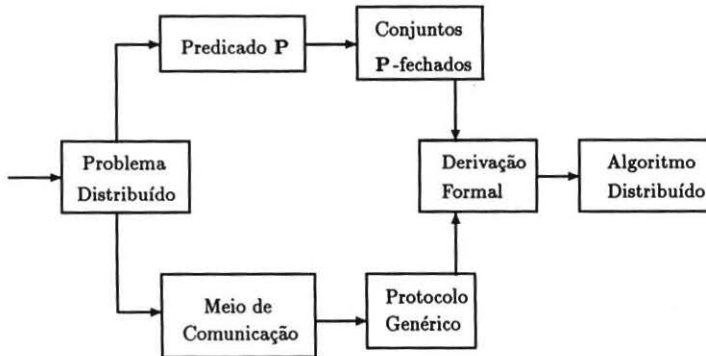 Predicado P
Conjuntos
P-fechados
Problema
Distribuído
Derivação
Formal
Algoritmo
Distribuído
Meio de
Comunicação
Protocolo
Genérico